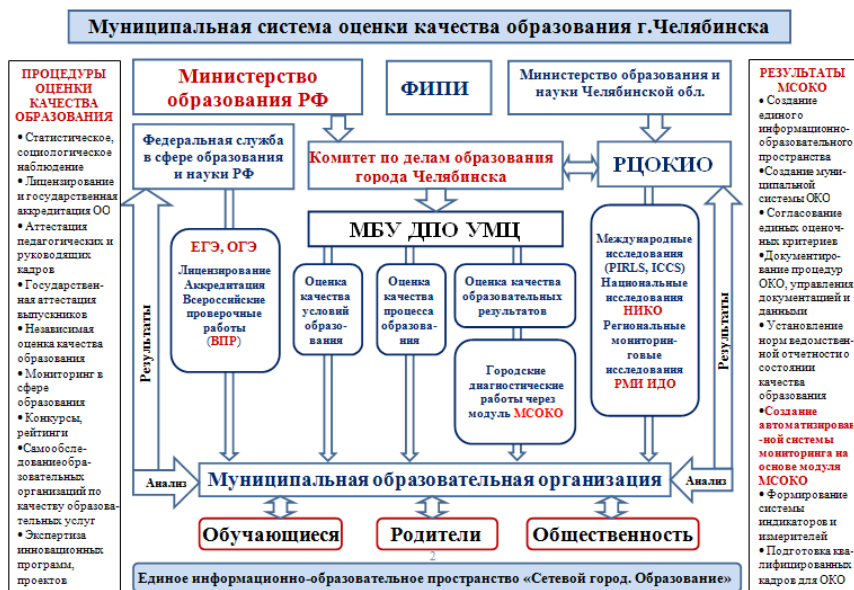 Муниципальная система оценки качества образования г.Челябинска
ПРОЦЕДУРЫ
ОЦЕНКИ
КАЧЕСТВА
ОБРАЗОВАНИЯ
• Статистическое,
социологическое
наблюдение
• Лицензирование
и государственная
аккредитация ОО
• Аттестация
педагогических и
руководящих
кадров
• Государствен-
ная аттестация
выпускников
• Независимая
оценка качества
образования
• Мониторинг в
сфере
образования
• Конкурсы,
рейтинги
•Самообсле-
дованиеобра-
зовательных
организаций по
качеству образова-
тельных услуг
• Экспертиза
инновационных
программ,
проектов
Министерство
образования РФ
ФИПИ
Министерство образования и
науки Челябинской обл.
Федеральная служба
в сфере образования
и науки РФ
Комитет по делам образования
города Челябинска
РЦОКИО
МБУ ДПО УМЦ
Результаты
ЕГЭ, ОГЭ
Лицензирование
Аккредитация
Всероссийские
проверочные
работы
(ВПР)
Оценка
качества
условий
образо-
вания
Оценка
качества
процесса
образова-
ния
Оценка качества
образовательных
результатов
Городские
диагностические
работы через
модуль МСОКО
Международные
исследования
(PIRLS, ICCS)
Национальные
исследования
НИКО
Региональные
мониторин-
говые
исследования
РМИ ИДО
Результаты
Анализ
Муниципальная образовательная организация
Анализ
Обучающиеся
Родители
Общественность
2
Единое информационно-образовательное пространство «Сетевой город. Образование»
РЕЗУЛЬТАТЫ
МСОКО
• Создание
единого
информационно-
образовательного
пространства
•Создание муни-
ципальной
системы ОКО
• Согласование
единых оценоч-
ных критериев
•Документиро-
вание процедур
ОКО, управления
документацией и
данными
• Установление
норм ведомствен-
ной отчетности о
состоянии
качества
образования
•Создание
автоматизирован
-ной системы
мониторинга на
основе модуля
МСОКО
• Формирование
системы
индикаторов и
измерителей
• Подготовка ква-
лифицированных
кадров для ОКО